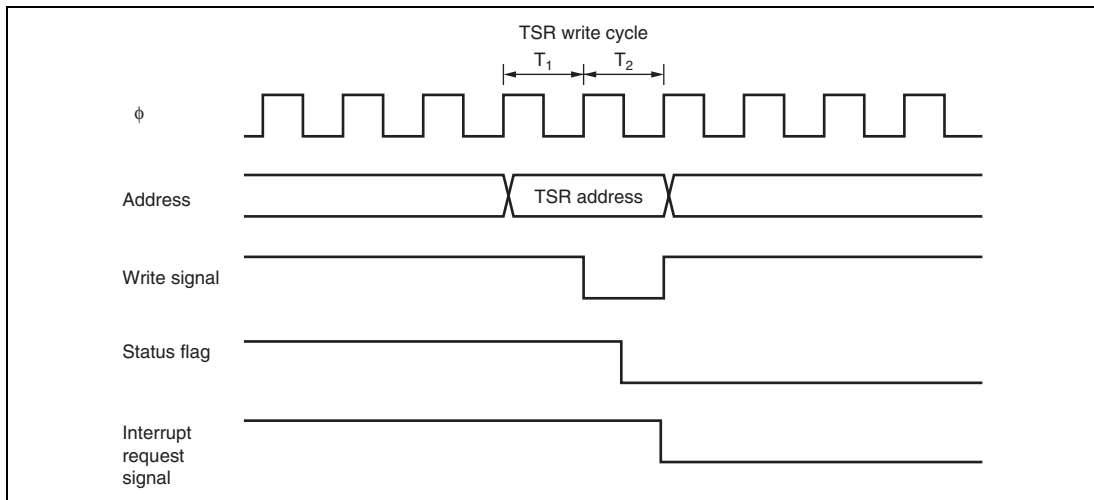 TSR write cycle
T1 T2
ϕ
Address
TSR address
Write signal
Status flag
Interrupt
request
signal